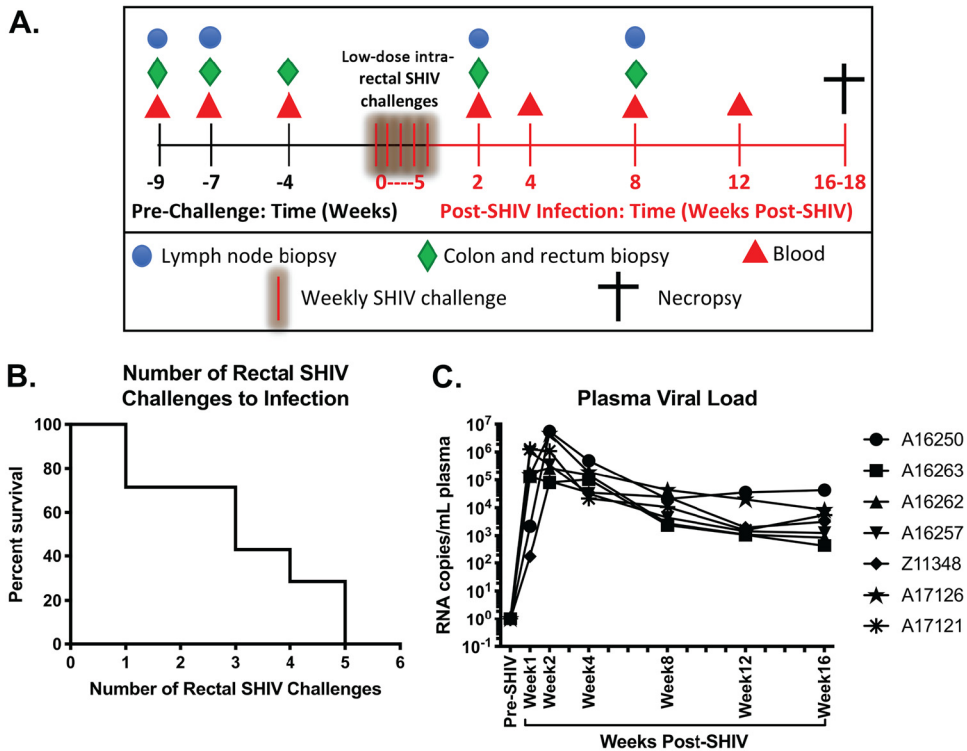 A.
Low-dose intra-
rectal SHIV
challenges
-9 -7 -4 0----5 2 4 8 12 16-18
Pre-Challenge: Time (Weeks) Post-SHIV Infection: Time (Weeks Post-SHIV)
Lymph node biopsy Colon and rectum biopsy Blood
Weekly SHIV challenge Necropsy
B.
Number of Rectal SHIV
Challenges to Infection
Percent survival
100
80
60
40
20
0
0 1 2 3 4 5 6
Number of Rectal SHIV Challenges
C.
Plasma Viral Load
RNA copies/mL plasma
10^7
10^6
10^5
10^4
10^3
10^2
10^1
10^0
10^-1
Pre-SHIV
Week1
Week2
Week4
Week8
Week12
Week16
Weeks Post-SHIV
A16250
A16263
A16262
A16257
Z11348
A17126
A17121